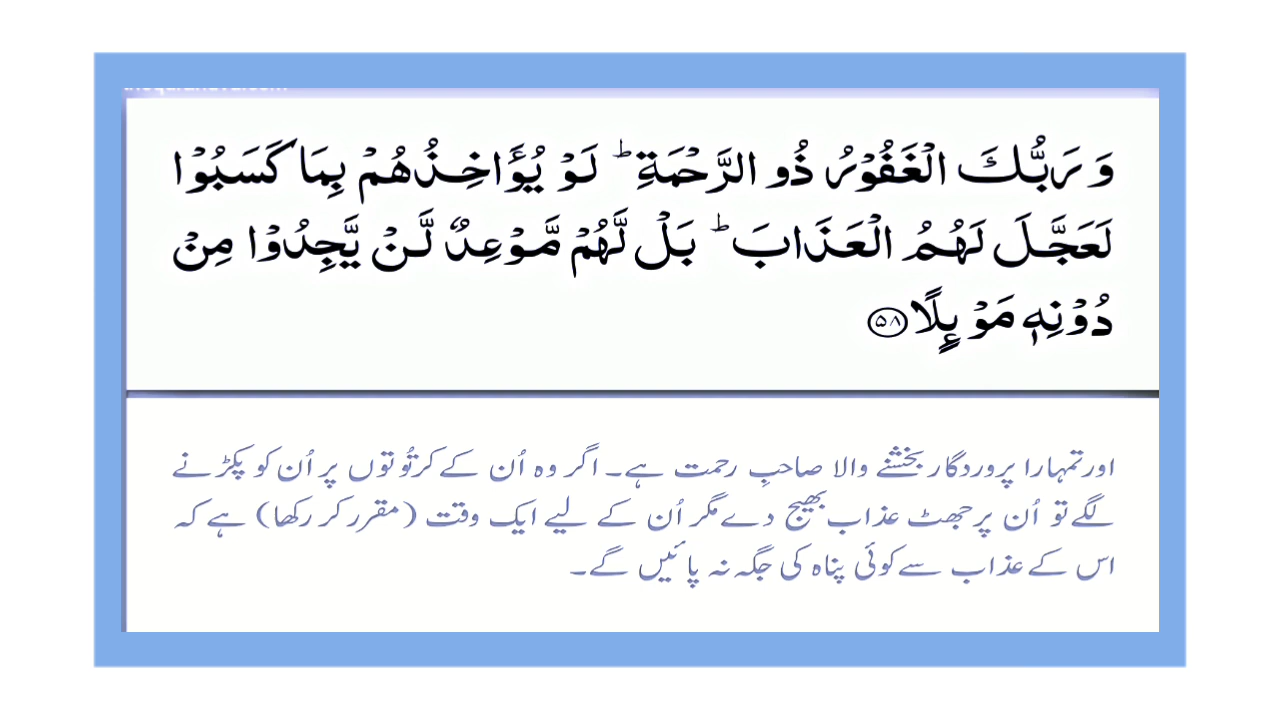 وَرَبُّكَ الْغَفُوْرُ ذُو الرَّحْمَةِ ؕ لَوْ يُؤَاخِذُهُمْ بِمَا كَسَبُوْا
لَعَجَّلَ لَهُمُ الْعَذَابَ ؕ بَلْ لَّهُمْ مَّوْعِدٌ لَّنْ يَّجِدُوْا مِنْ
دُوْنِهٖ مَوْئِلًا ۵۸
اور تمہارا پروردگار بخشنے والا صاحبِ رحمت ہے۔ اگر وہ اُن کے کرتُوتوں پر اُن کو پکڑنے
لگے تو اُن پر جھٹ عذاب بھیج دے مگر اُن کے لیے ایک وقت (مقرر کر رکھا) ہے کہ
اس کے عذاب سے کوئی پناہ کی جگہ نہ پائیں گے۔